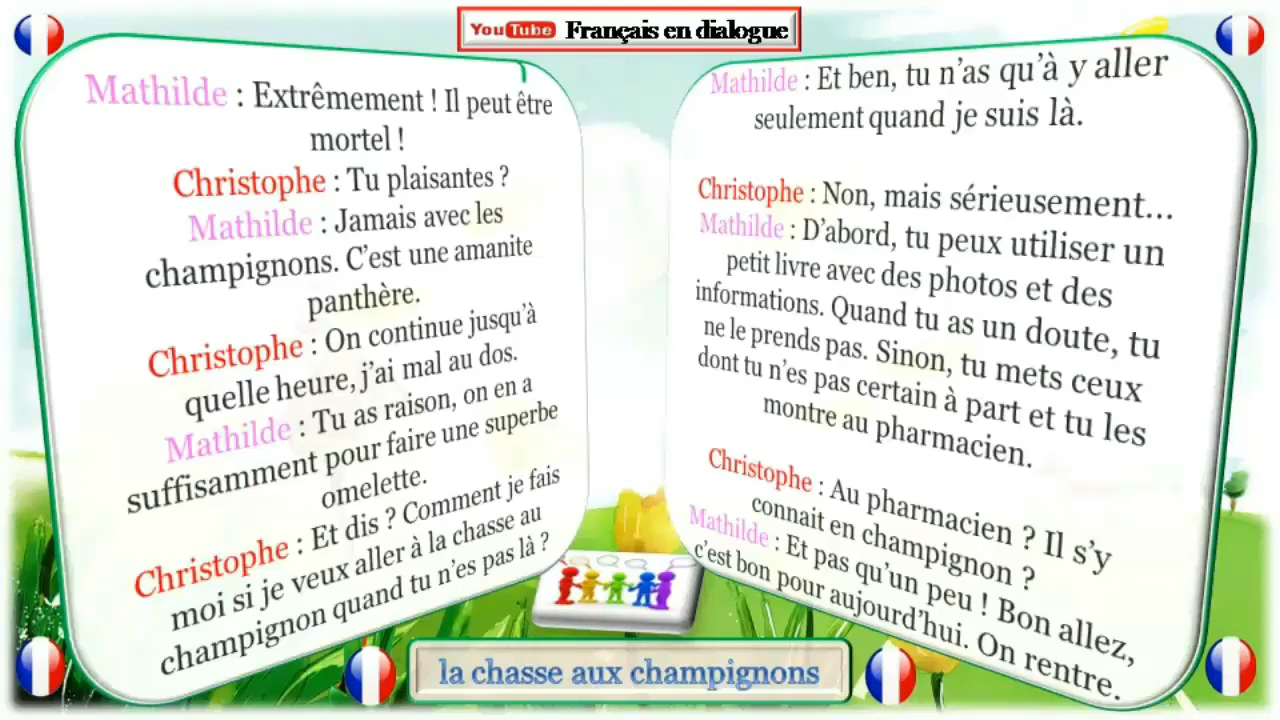 YouTube Français en dialogue
Mathilde : Extrêmement ! Il peut être
mortel !
Christophe : Tu plaisantes ?
Mathilde : Jamais avec les
champignons. C'est une amanite
panthère.
Christophe : On continue jusqu'à
quelle heure, j'ai mal au dos.
Mathilde : Tu as raison, on en a
suffisamment pour faire une superbe
omelette.
Christophe : Et dis ? Comment je fais
moi si je veux aller à la chasse au
champignon quand tu n'es pas là ?
Mathilde : Et ben, tu n'as qu'à y aller
seulement quand je suis là.
Christophe : Non, mais sérieusement...
Mathilde : D'abord, tu peux utiliser un
petit livre avec des photos et des
informations. Quand tu as un doute, tu
ne le prends pas. Sinon, tu mets ceux
dont tu n'es pas certain à part et tu les
montre au pharmacien.
Christophe : Au pharmacien ? Il s'y
connait en champignon ?
Mathilde : Et pas qu'un peu ! Bon allez,
c'est bon pour aujourd'hui. On rentre.
la chasse aux champignons